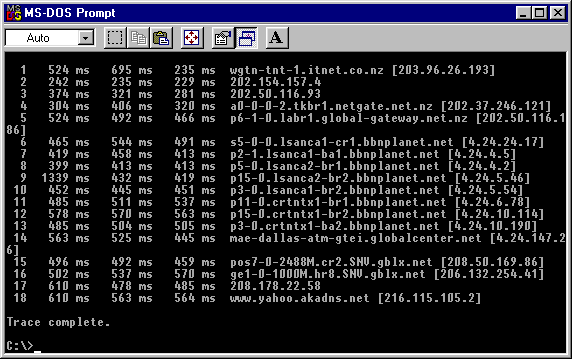 MS-DOS Prompt
Auto
1 524 ms 695 ms 235 ms wgtn-tnt-1.itnet.co.nz [203.96.26.193]
2 242 ms 235 ms 229 ms 202.154.157.4
3 374 ms 321 ms 281 ms 202.50.116.93
4 304 ms 406 ms 320 ms a0-0-0-2.tkbr1.netgate.net.nz [202.37.246.121]
5 524 ms 492 ms 466 ms p6-1-0.labr1.global-gateway.net.nz [202.50.116.1
86]
6 465 ms 544 ms 491 ms s5-0-0.lsanca1-cr1.bbnplanet.net [4.24.24.17]
7 419 ms 458 ms 413 ms p2-1.lsanca1-ba1.bbnplanet.net [4.24.4.5]
8 399 ms 413 ms 413 ms p5-0.lsanca2-br1.bbnplanet.net [4.24.4.2]
9 1339 ms 432 ms 419 ms p15-0.lsanca2-br2.bbnplanet.net [4.24.5.46]
10 452 ms 445 ms 451 ms p3-0.lsanca1-br2.bbnplanet.net [4.24.5.54]
11 485 ms 511 ms 537 ms p11-0.crtntx1-br1.bbnplanet.net [4.24.6.78]
12 578 ms 570 ms 563 ms p15-0.crtntx1-br2.bbnplanet.net [4.24.10.114]
13 485 ms 504 ms 505 ms p3-0.crtntx1-ba2.bbnplanet.net [4.24.10.190]
14 563 ms 525 ms 445 ms mae-dallas-atm-gtei.globalcenter.net [4.24.147.2
6]
15 496 ms 492 ms 459 ms pos7-0-2488M.cr2.SNV.gblx.net [208.50.169.86]
16 502 ms 537 ms 570 ms ge1-0-1000M.hr8.SNV.gblx.net [206.132.254.41]
17 610 ms 478 ms 485 ms 208.178.22.58
18 610 ms 563 ms 564 ms www.yahoo.akadns.net [216.115.105.2]
Trace complete.
C:\>_